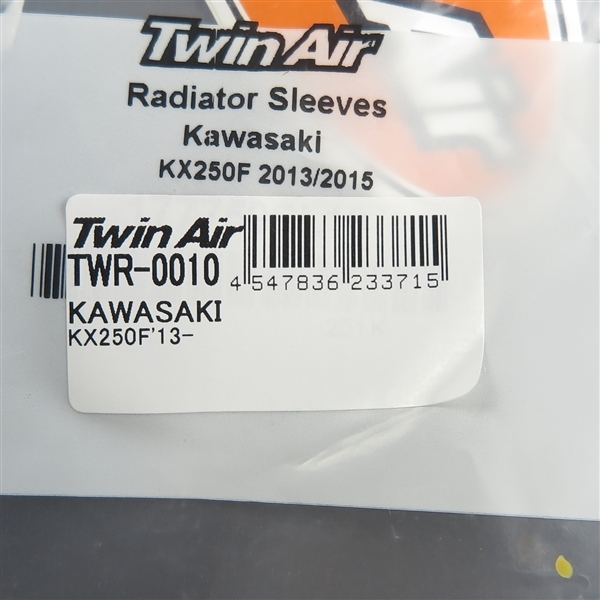 Twin Air
Radiator Sleeves
Kawasaki
KX250F 2013/2015
Twin Air
TWR-0010
4 547836 233715
KAWASAKI
KX250F'13-